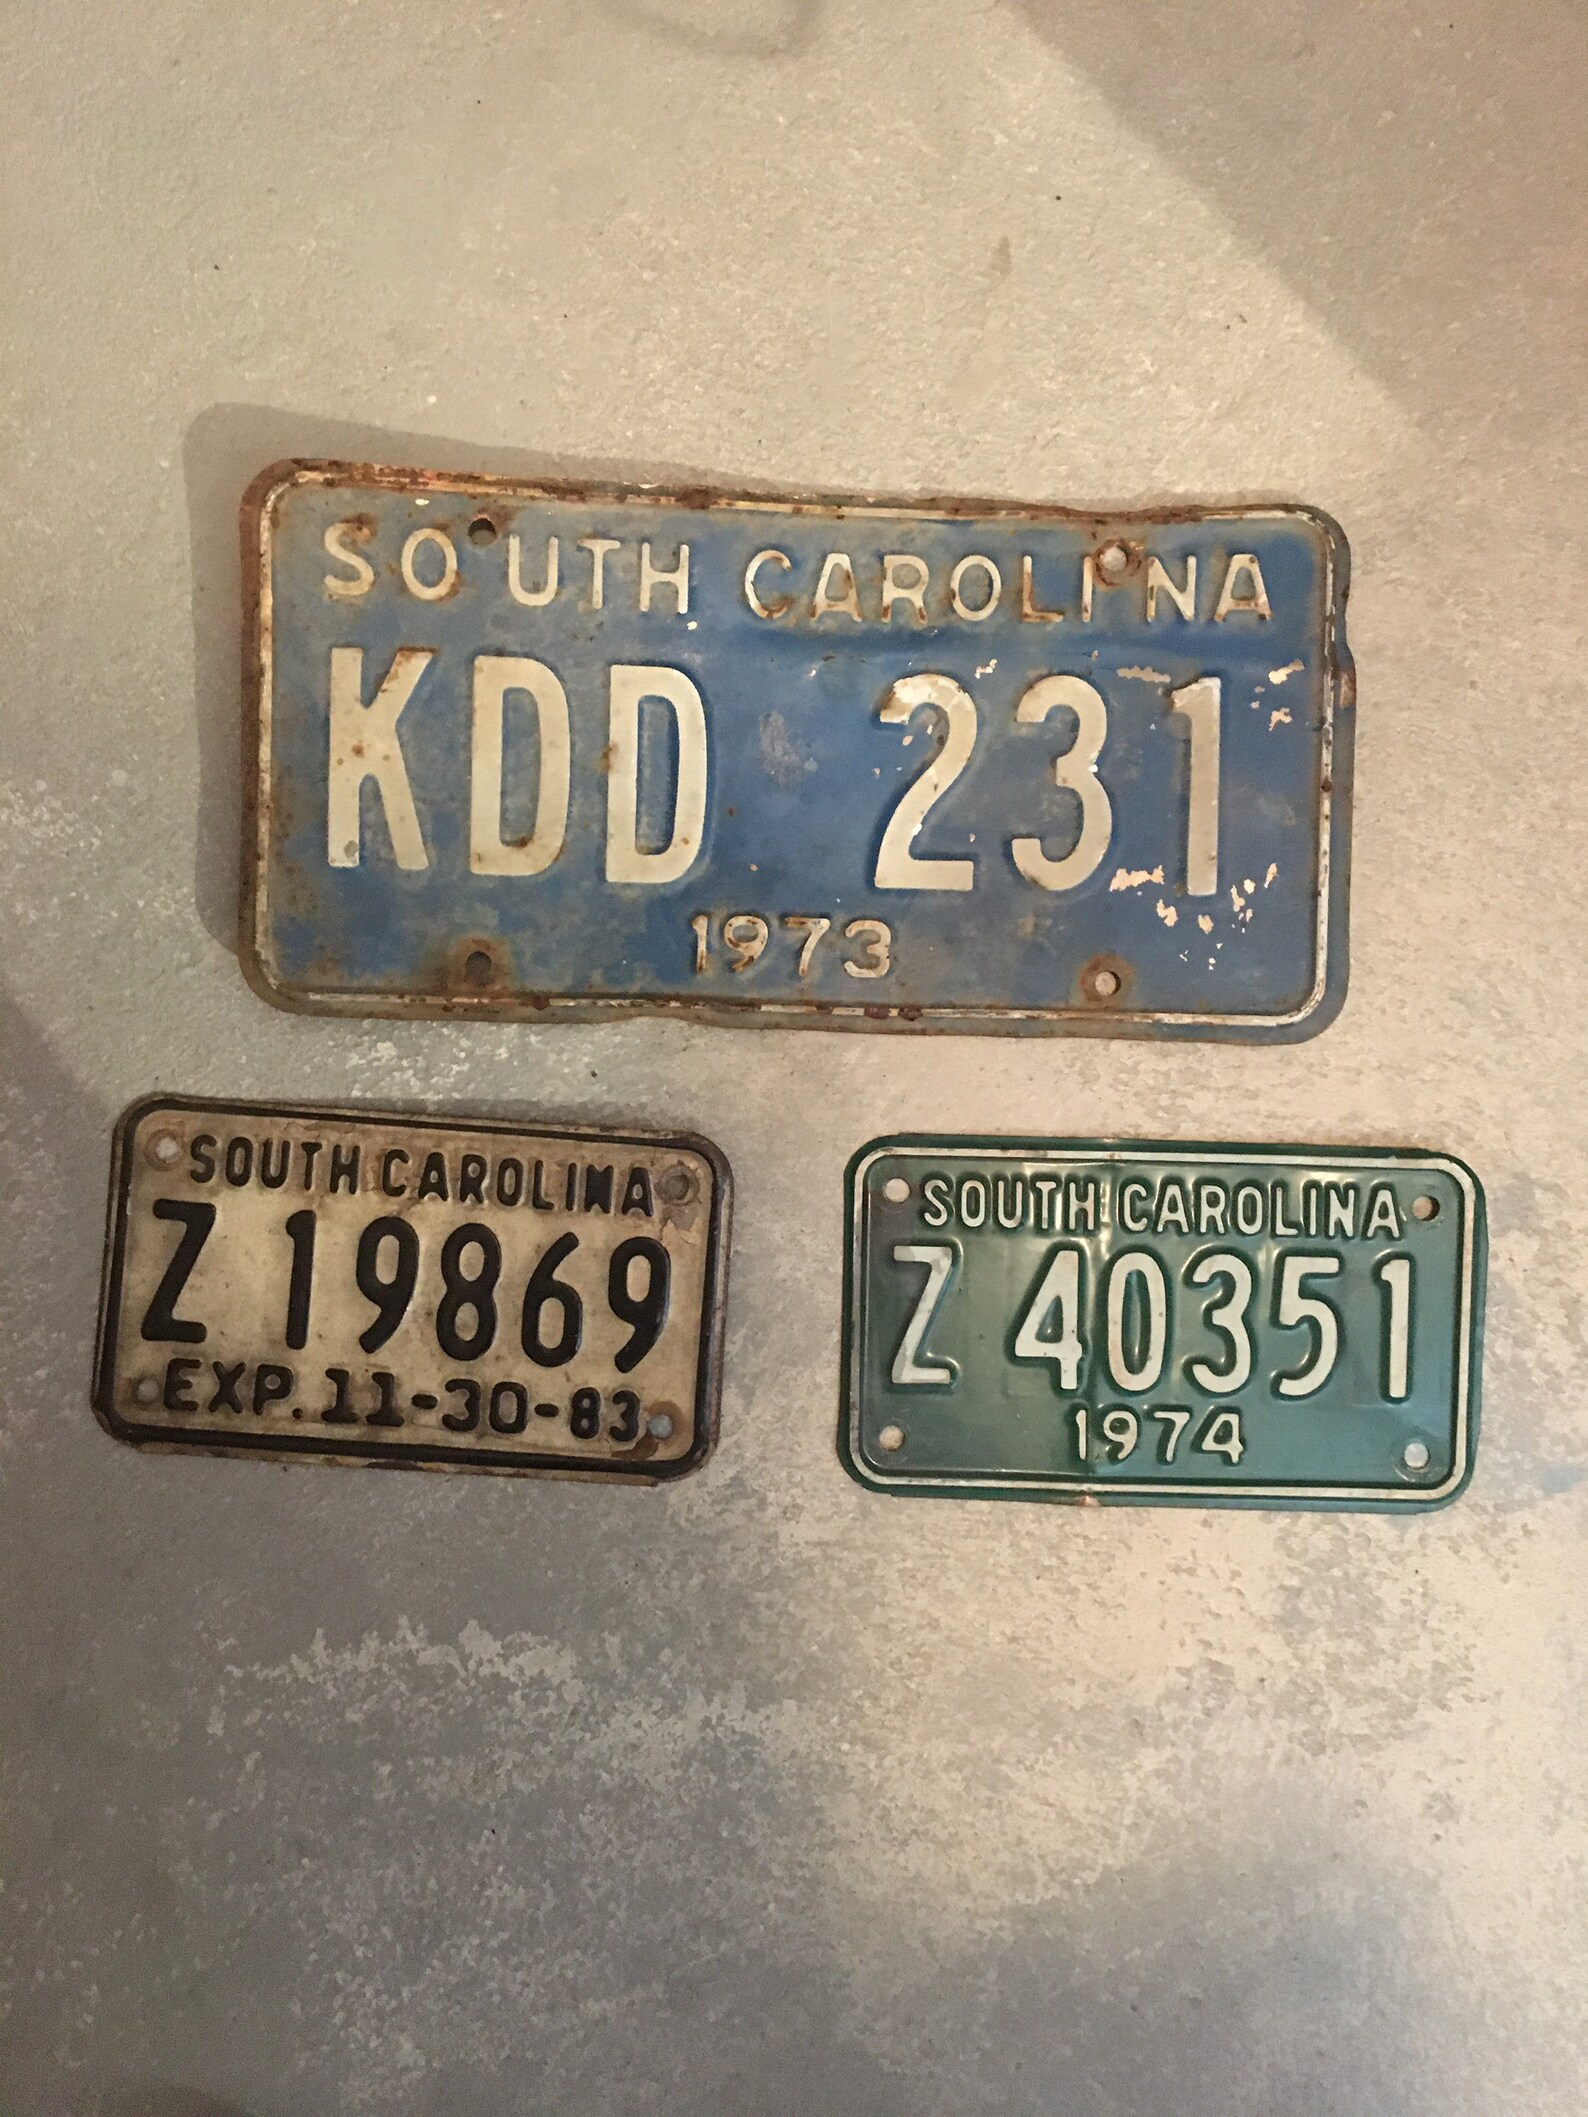 SOUTH CAROLINA
KDD 231
1973
SOUTH CAROLINA
Z 19869
EXP. 11-30-83
SOUTH CAROLINA
Z 40351
1974